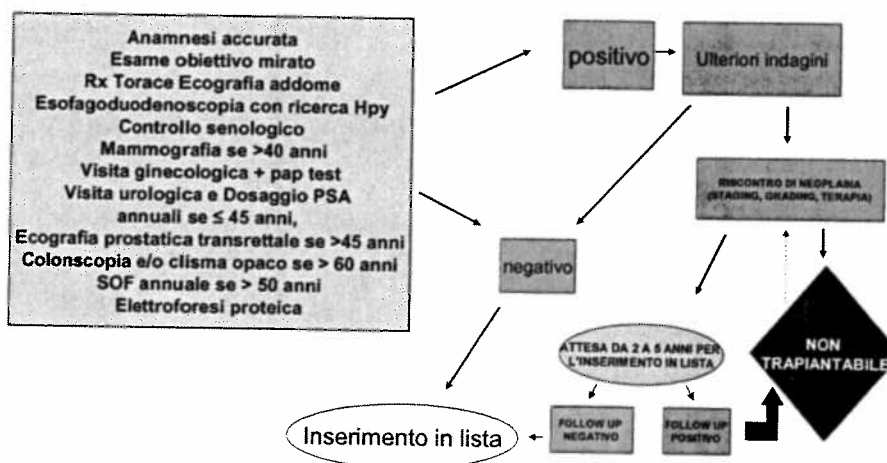 Anamnesi accurata
Esame obiettivo mirato
Rx Torace Ecografia addome
Esofagoduodenoscopia con ricerca Hpy
Controllo senologico
Mammografia se >40 anni
Visita ginecologica + pap test
Visita urologica e Dosaggio PSA
annuali se ≤ 45 anni,
Ecografia prostatica transrettale se >45 anni
Colonscopia e/o clisma opaco se > 60 anni
SOF annuale se > 50 anni
Elettroforesi proteica
positivo
Ulteriori indagini
RISCONTRO DI NEOPLASIA
(STAGING, GRADING, TERAPIA)
negativo
ATTESA DA 2 A 5 ANNI PER
L'INSERIMENTO IN LISTA
NON
TRAPIANTABILE
Inserimento in lista
FOLLOW UP
NEGATIVO
FOLLOW UP
POSITIVO